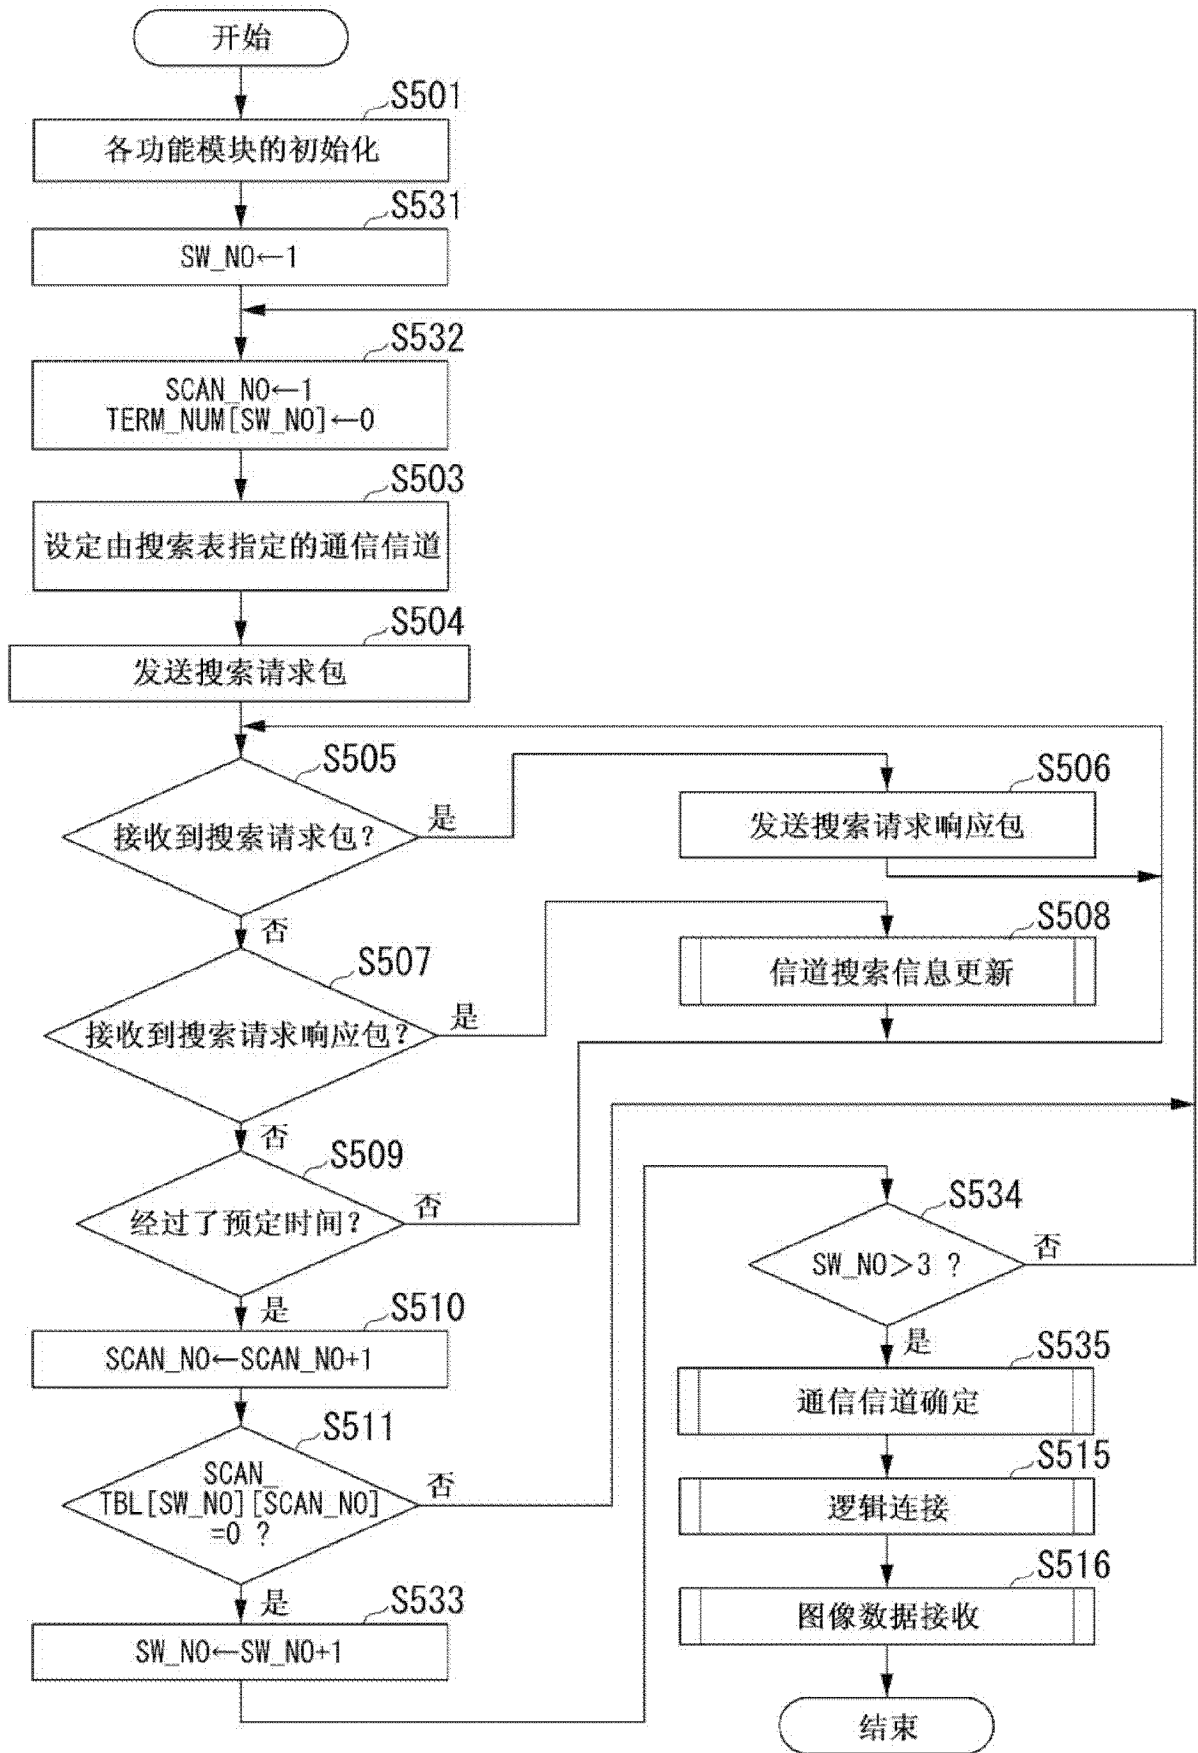 开始
S501
各功能模块的初始化
S531
SW_NO←1
S532
SCAN_NO←1
TERM_NUM[SW_NO]←0
S503
设定由搜索表指定的通信信道
S504
发送搜索请求包
S505
接收到搜索请求包?
是
S506
发送搜索请求响应包
否
S507
接收到搜索请求响应包?
是
S508
信道搜索信息更新
否
S509
经过了预定时间?
否
S534
SW_NO>3 ?
否
是
S510
SCAN_NO←SCAN_NO+1
是
S535
通信信道确定
S511
SCAN_
TBL[SW_NO][SCAN_NO]
=0 ?
否
S515
逻辑连接
是
S533
SW_NO←SW_NO+1
S516
图像数据接收
结束